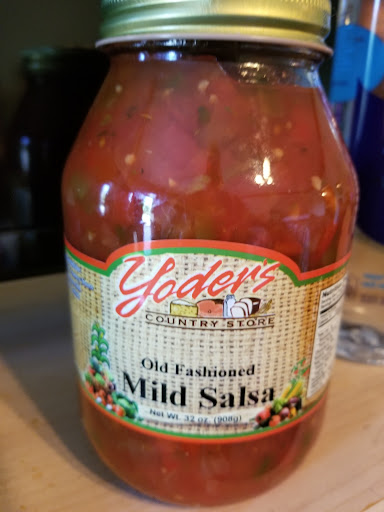 Yoder's
COUNTRY STORE
Old Fashioned
Mild Salsa
Net Wt. 32 oz. (908g)